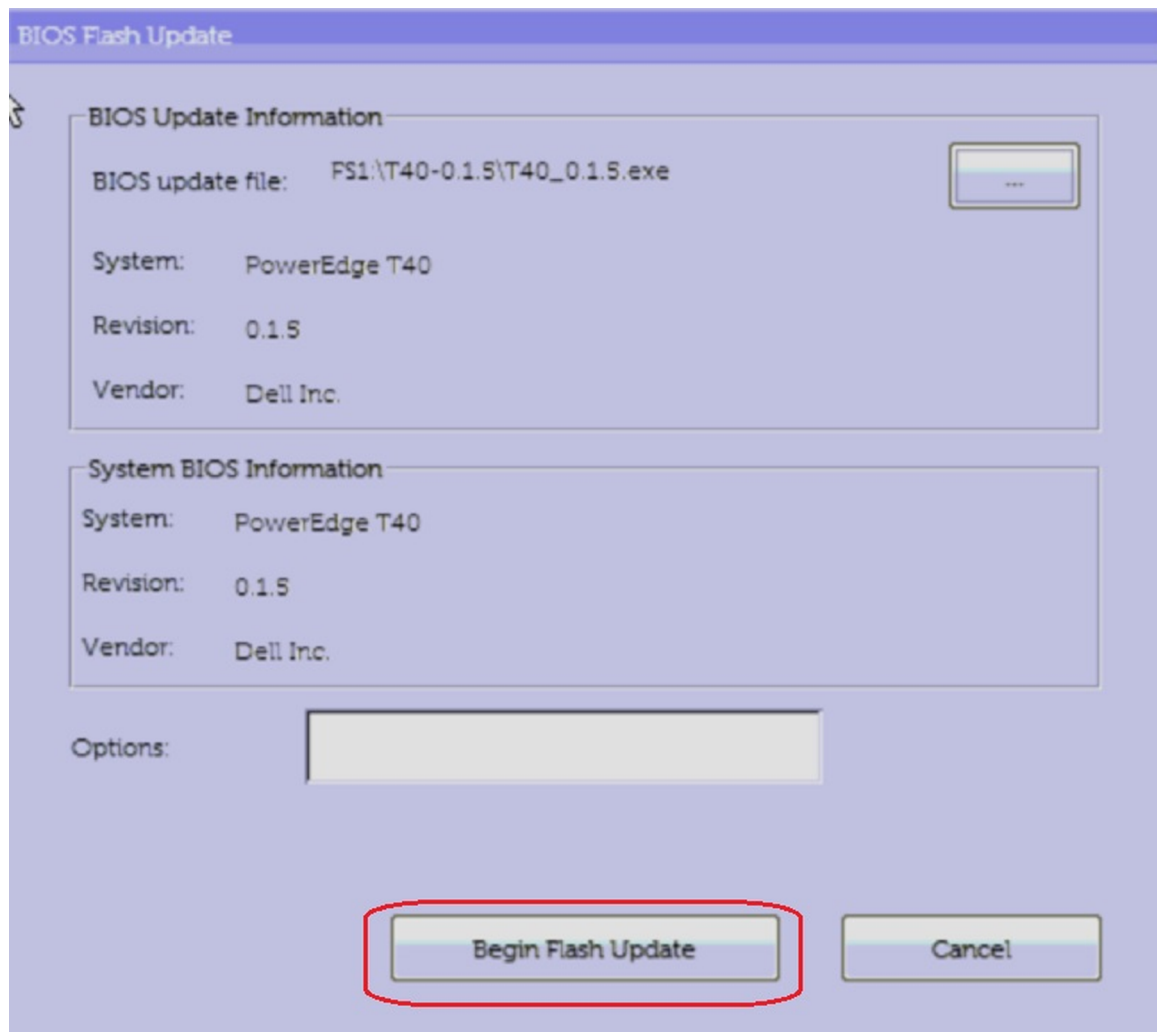 BIOS Flash Update
BIOS Update Information
BIOS update file: FS1:\T40-0.1.5\T40_0.1.5.exe ...
System: PowerEdge T40
Revision: 0.1.5
Vendor: Dell Inc.
System BIOS Information
System: PowerEdge T40
Revision: 0.1.5
Vendor: Dell Inc.
Options:
Begin Flash Update Cancel